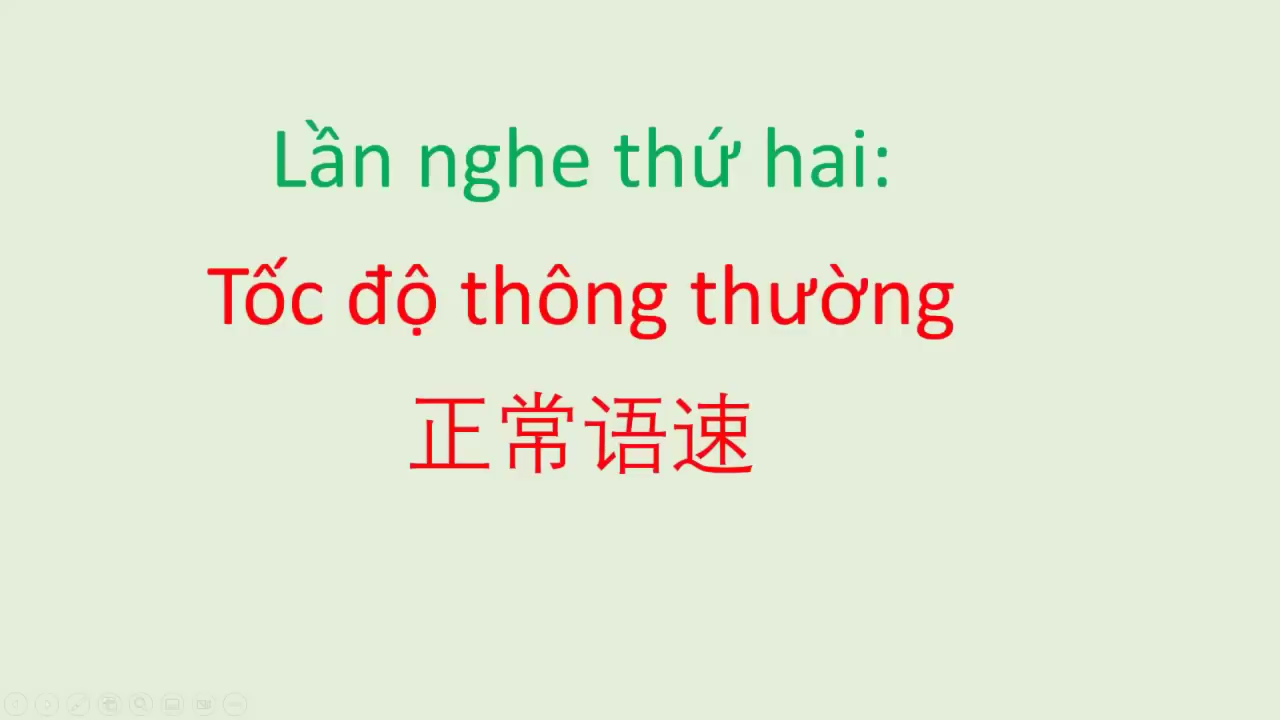 Lần nghe thứ hai:
Tốc độ thông thường
正常语速